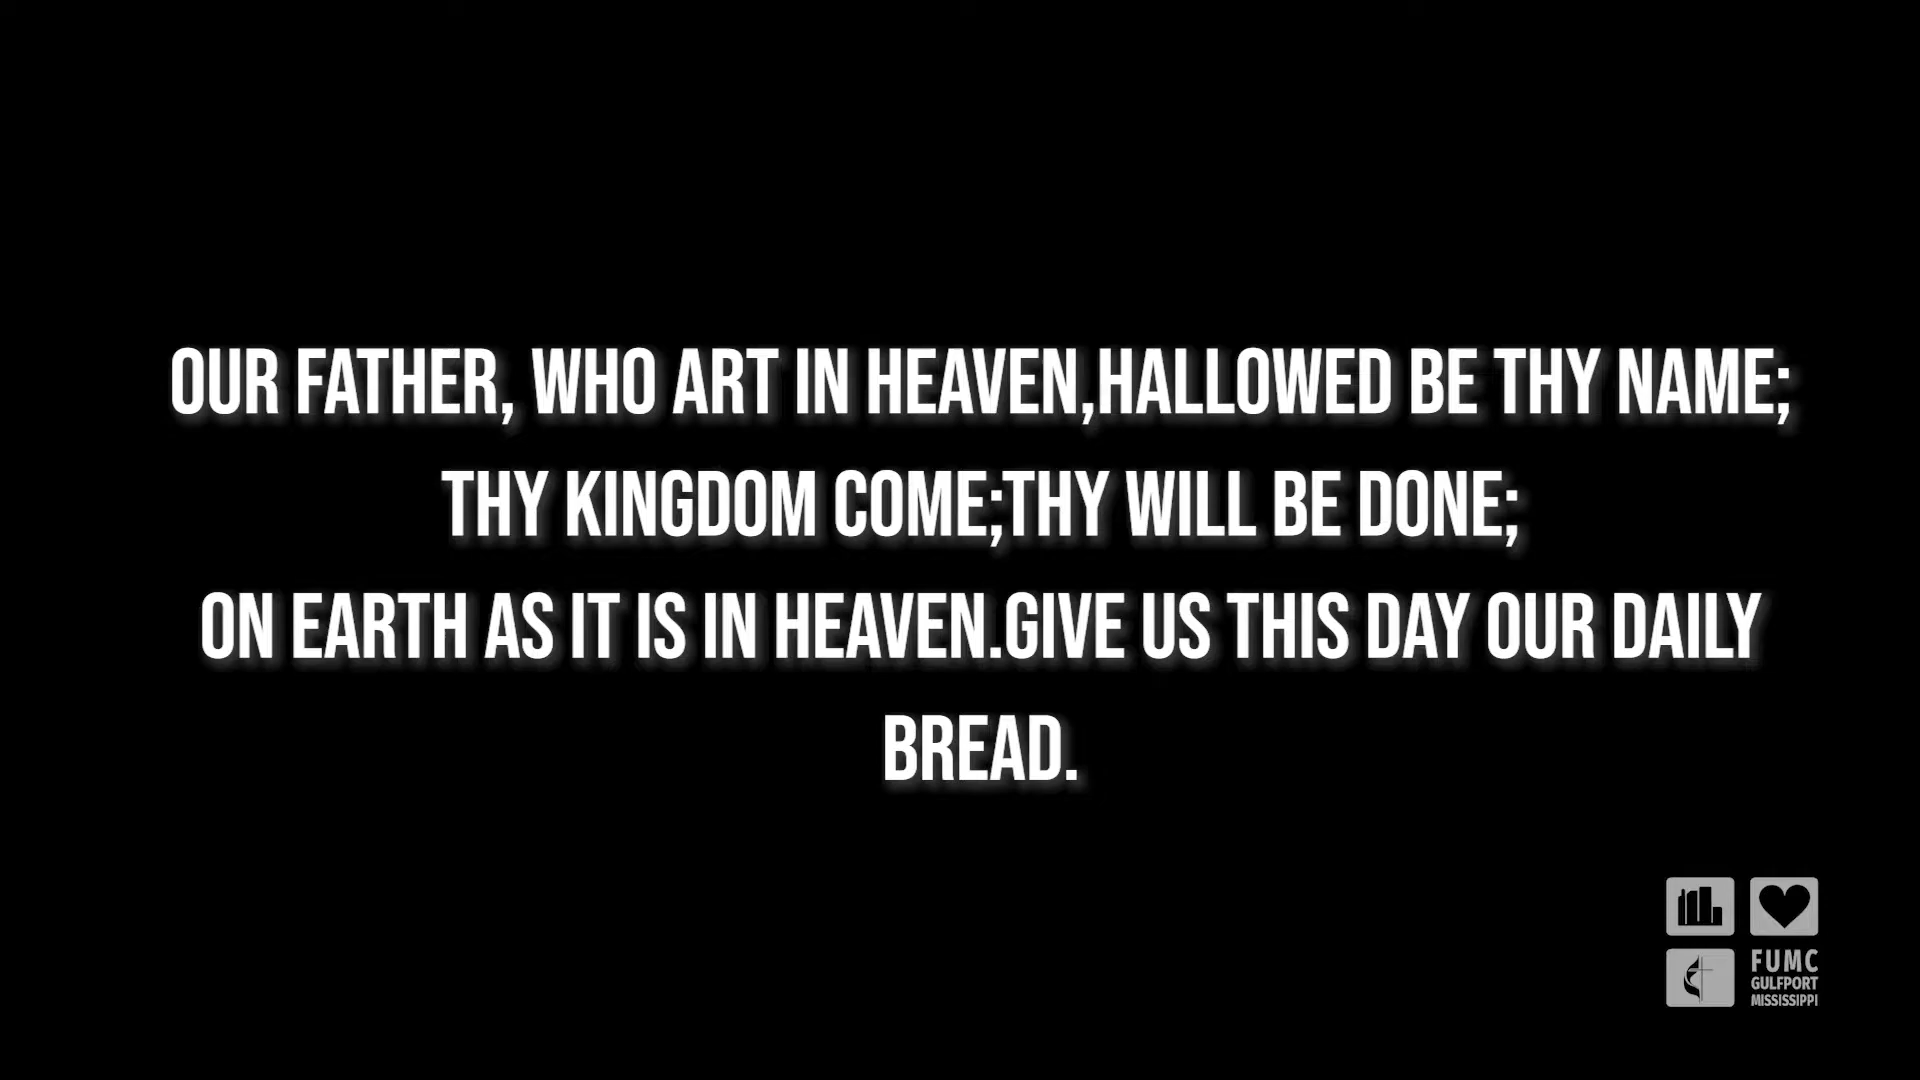 OUR FATHER, WHO ART IN HEAVEN,HALLOWED BE THY NAME;
THY KINGDOM COME;THY WILL BE DONE;
ON EARTH AS IT IS IN HEAVEN.GIVE US THIS DAY OUR DAILY
BREAD.
FUMC
GULFPORT
MISSISSIPPI